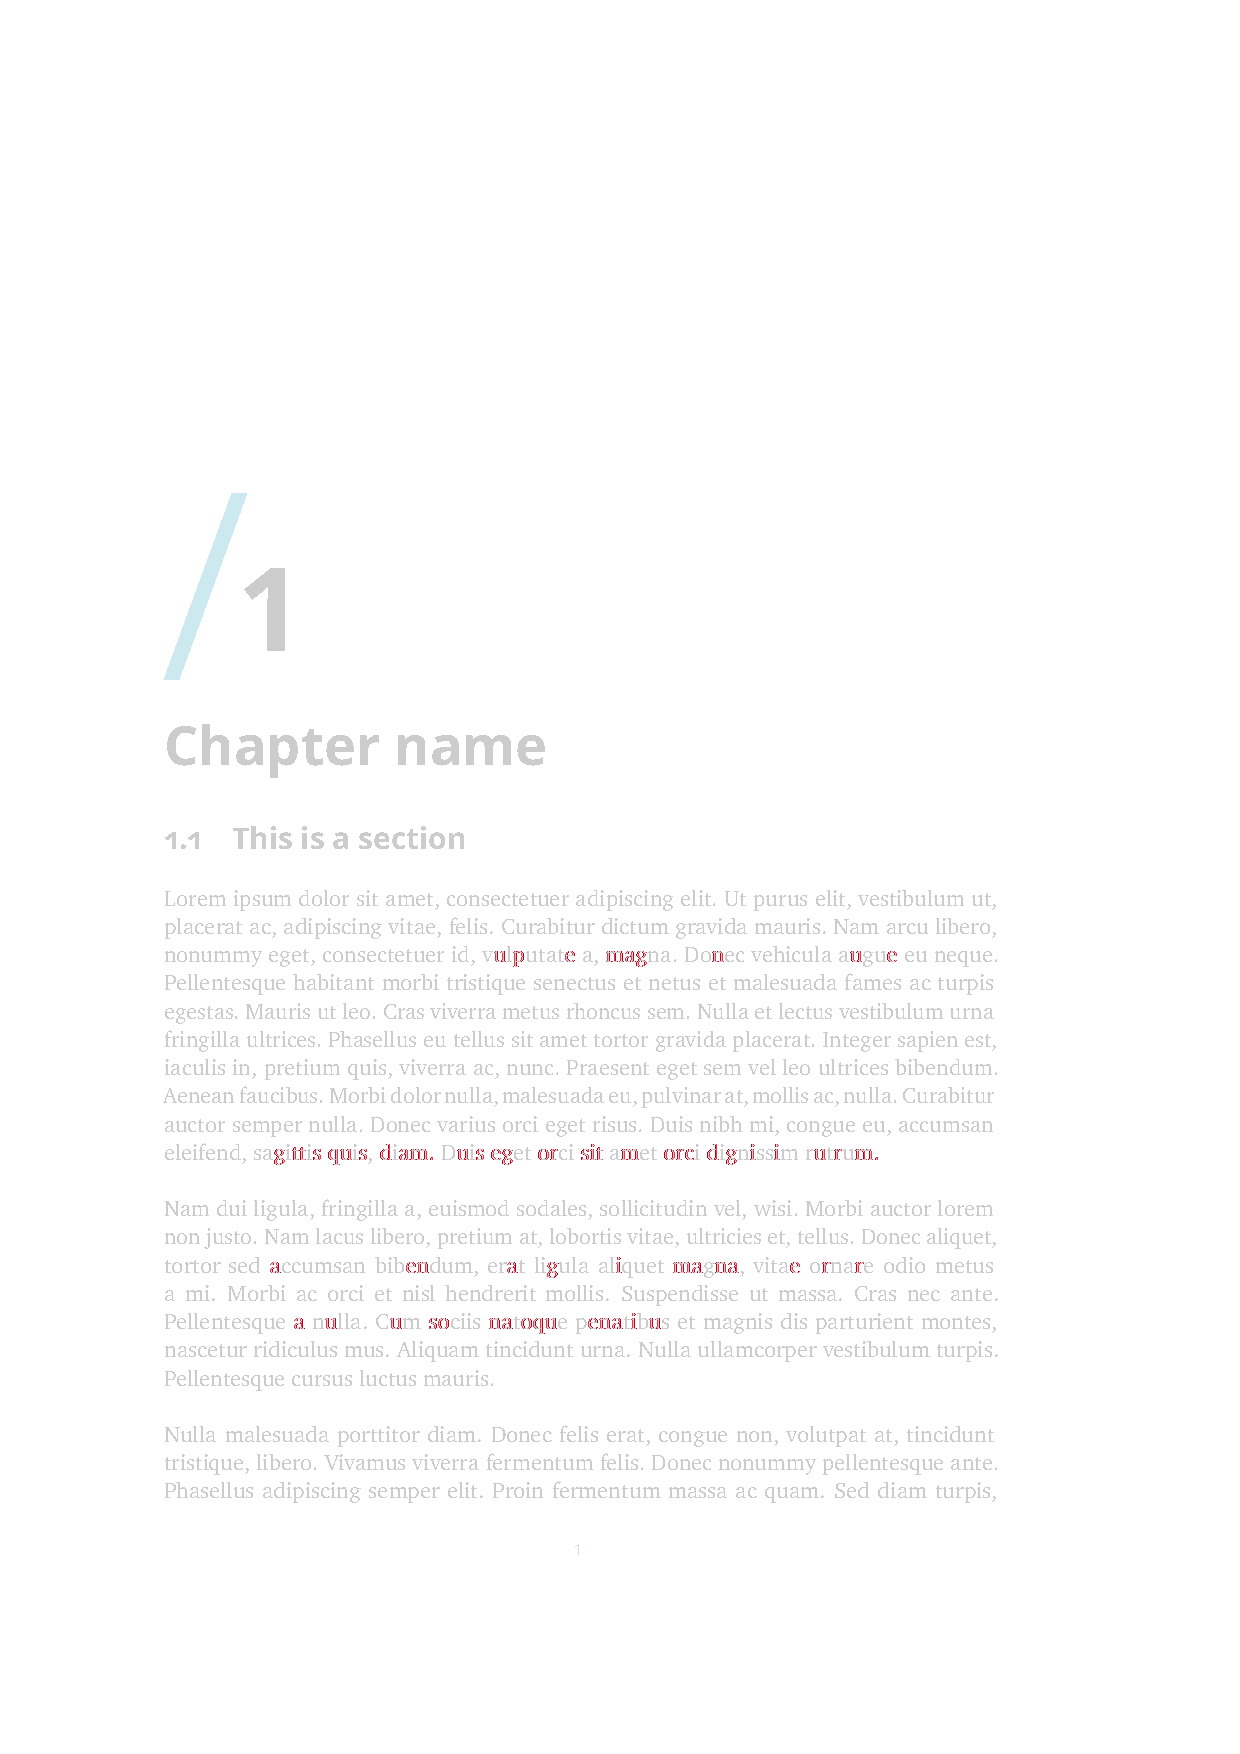 /1
Chapter name
1.1 This is a section
Lorem ipsum dolor sit amet, consectetuer adipiscing elit. Ut purus elit, vestibulum ut,
placerat ac, adipiscing vitae, felis. Curabitur dictum gravida mauris. Nam arcu libero,
nonummy eget, consectetuer id, vulputate a, magna. Donec vehicula augue eu neque.
Pellentesque habitant morbi tristique senectus et netus et malesuada fames ac turpis
egestas. Mauris ut leo. Cras viverra metus rhoncus sem. Nulla et lectus vestibulum urna
fringilla ultrices. Phasellus eu tellus sit amet tortor gravida placerat. Integer sapien est,
iaculis in, pretium quis, viverra ac, nunc. Praesent eget sem vel leo ultrices bibendum.
Aenean faucibus. Morbi dolor nulla, malesuada eu, pulvinar at, mollis ac, nulla. Curabitur
auctor semper nulla. Donec varius orci eget risus. Duis nibh mi, congue eu, accumsan
eleifend, sagittis quis, diam. Duis eget orci sit amet orci dignissim rutrum.
Nam dui ligula, fringilla a, euismod sodales, sollicitudin vel, wisi. Morbi auctor lorem
non justo. Nam lacus libero, pretium at, lobortis vitae, ultricies et, tellus. Donec aliquet,
tortor sed accumsan bibendum, erat ligula aliquet magna, vitae ornare odio metus
a mi. Morbi ac orci et nisl hendrerit mollis. Suspendisse ut massa. Cras nec ante.
Pellentesque a nulla. Cum sociis natoque penatibus et magnis dis parturient montes,
nascetur ridiculus mus. Aliquam tincidunt urna. Nulla ullamcorper vestibulum turpis.
Pellentesque cursus luctus mauris.
Nulla malesuada porttitor diam. Donec felis erat, congue non, volutpat at, tincidunt
tristique, libero. Vivamus viverra fermentum felis. Donec nonummy pellentesque ante.
Phasellus adipiscing semper elit. Proin fermentum massa ac quam. Sed diam turpis,
1